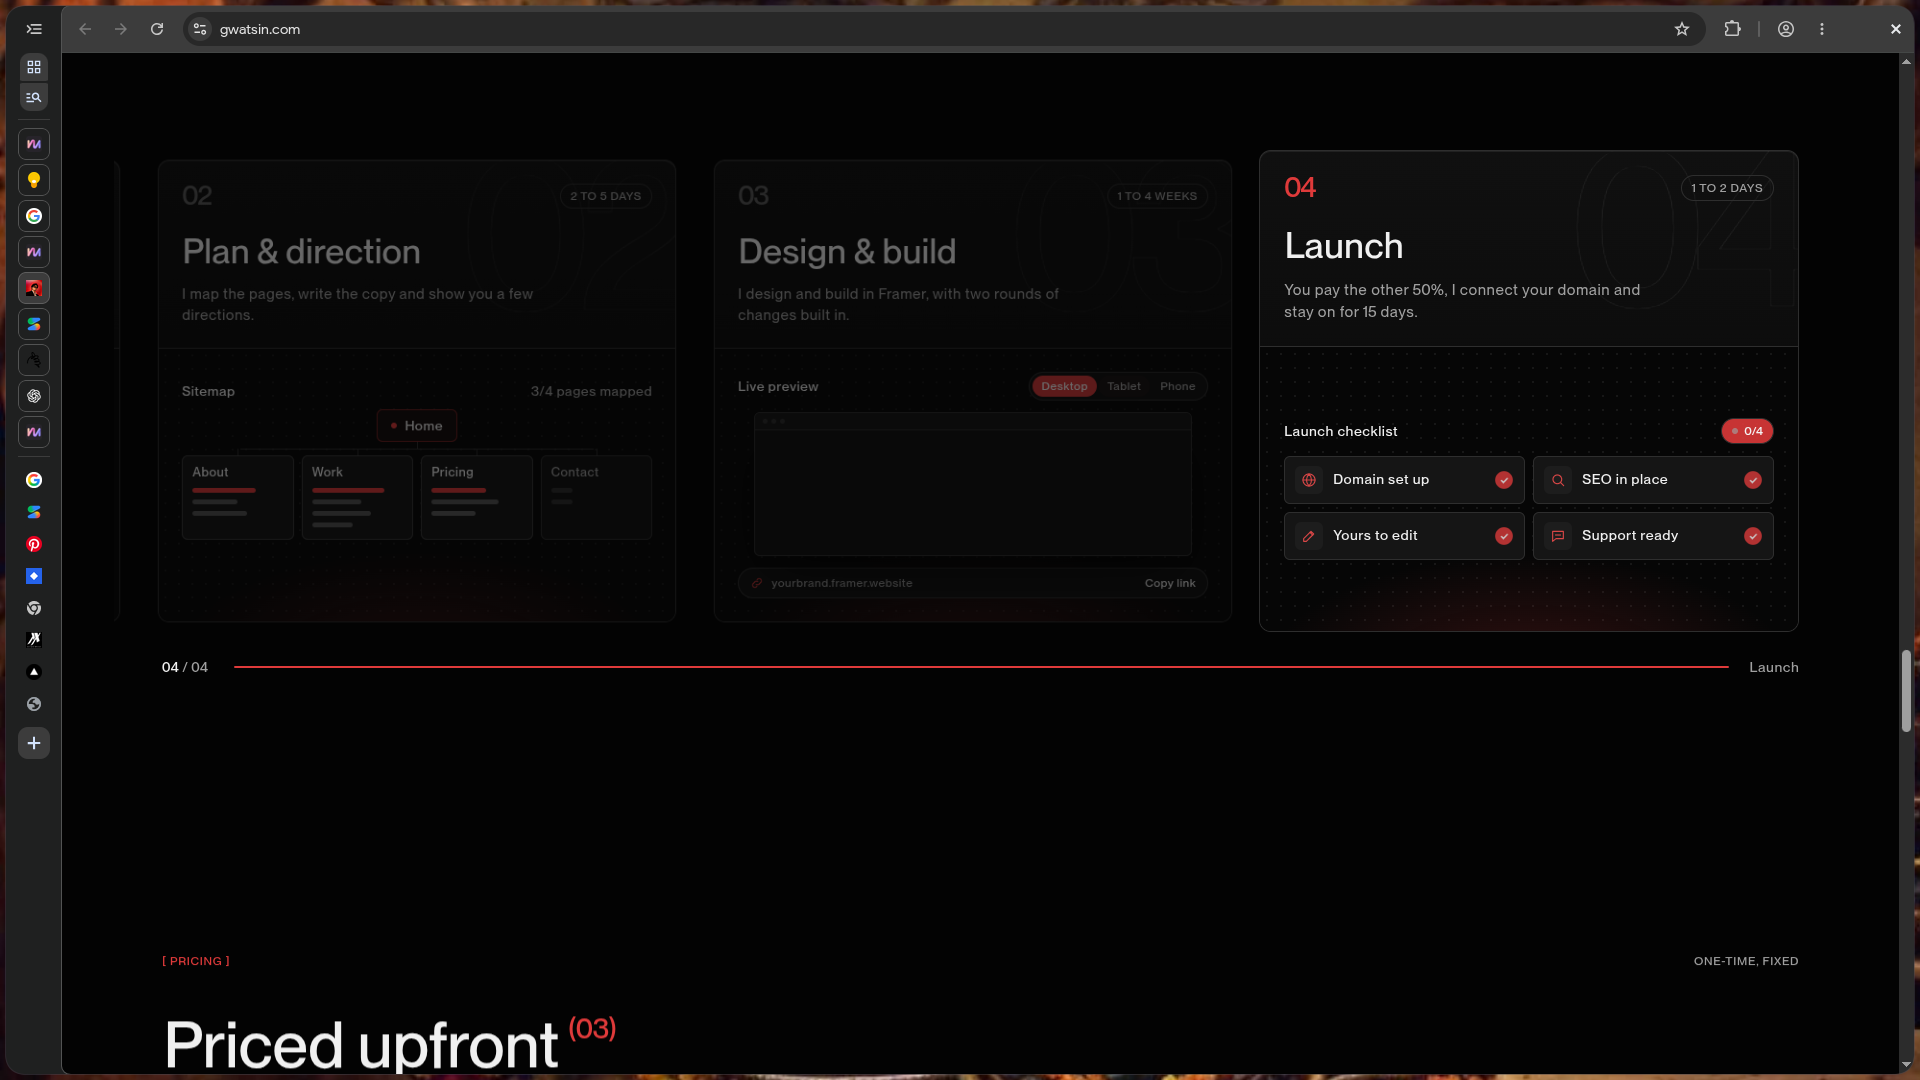 gwatsin.com
02
2 TO 5 DAYS
Plan & direction
I map the pages, write the copy and show you a few
directions.
Sitemap
3/4 pages mapped
Home
About
Work
Pricing
Contact
03
1 TO 4 WEEKS
Design & build
I design and build in Framer, with two rounds of
changes built in.
Live preview
Desktop
Tablet
Phone
yourbrand.framer.website
Copy link
04
1 TO 2 DAYS
Launch
You pay the other 50%, I connect your domain and
stay on for 15 days.
Launch checklist
0/4
Domain set up
SEO in place
Yours to edit
Support ready
04 / 04
Launch
[ PRICING ]
ONE-TIME, FIXED
Priced upfront (03)